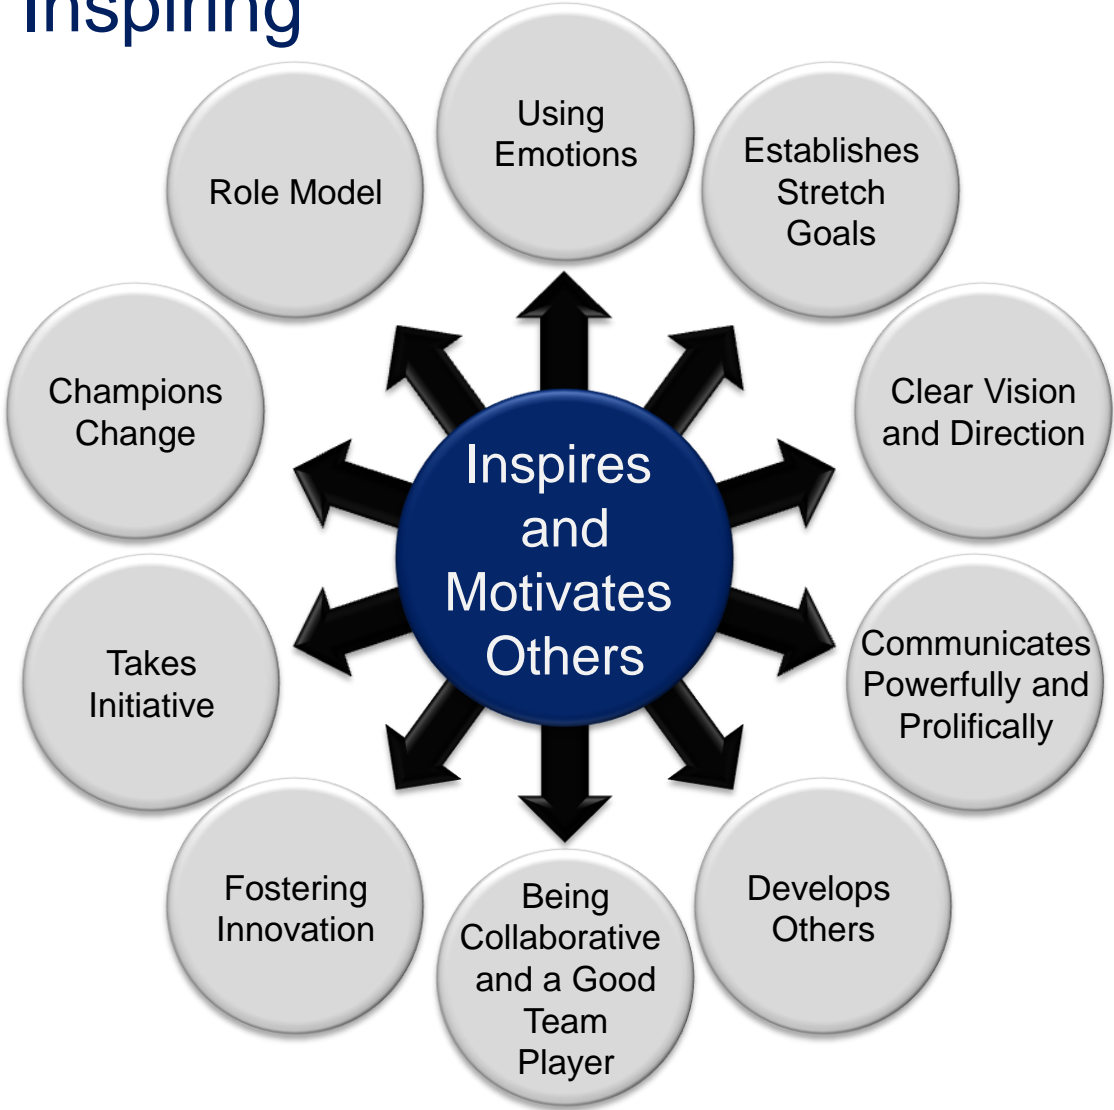 Inspiring
Using
Emotions
Establishes
Stretch
Goals
Role Model
Clear Vision
and Direction
Champions
Change
Inspires
and
Motivates
Others
Communicates
Powerfully and
Prolifically
Takes
Initiative
Develops
Others
Fostering
Innovation
Being
Collaborative
and a Good
Team
Player